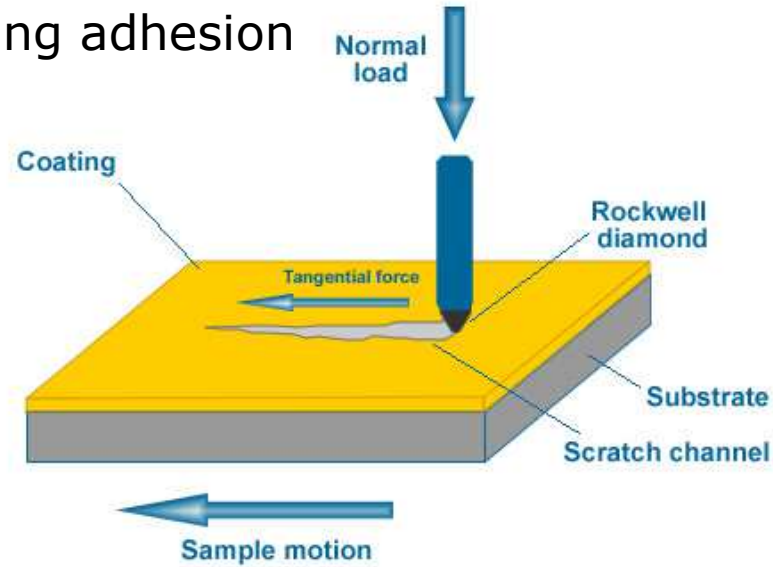 ng adhesion
Normal
load
Coating
Rockwell
diamond
Tangential force
Substrate
Scratch channel
Sample motion